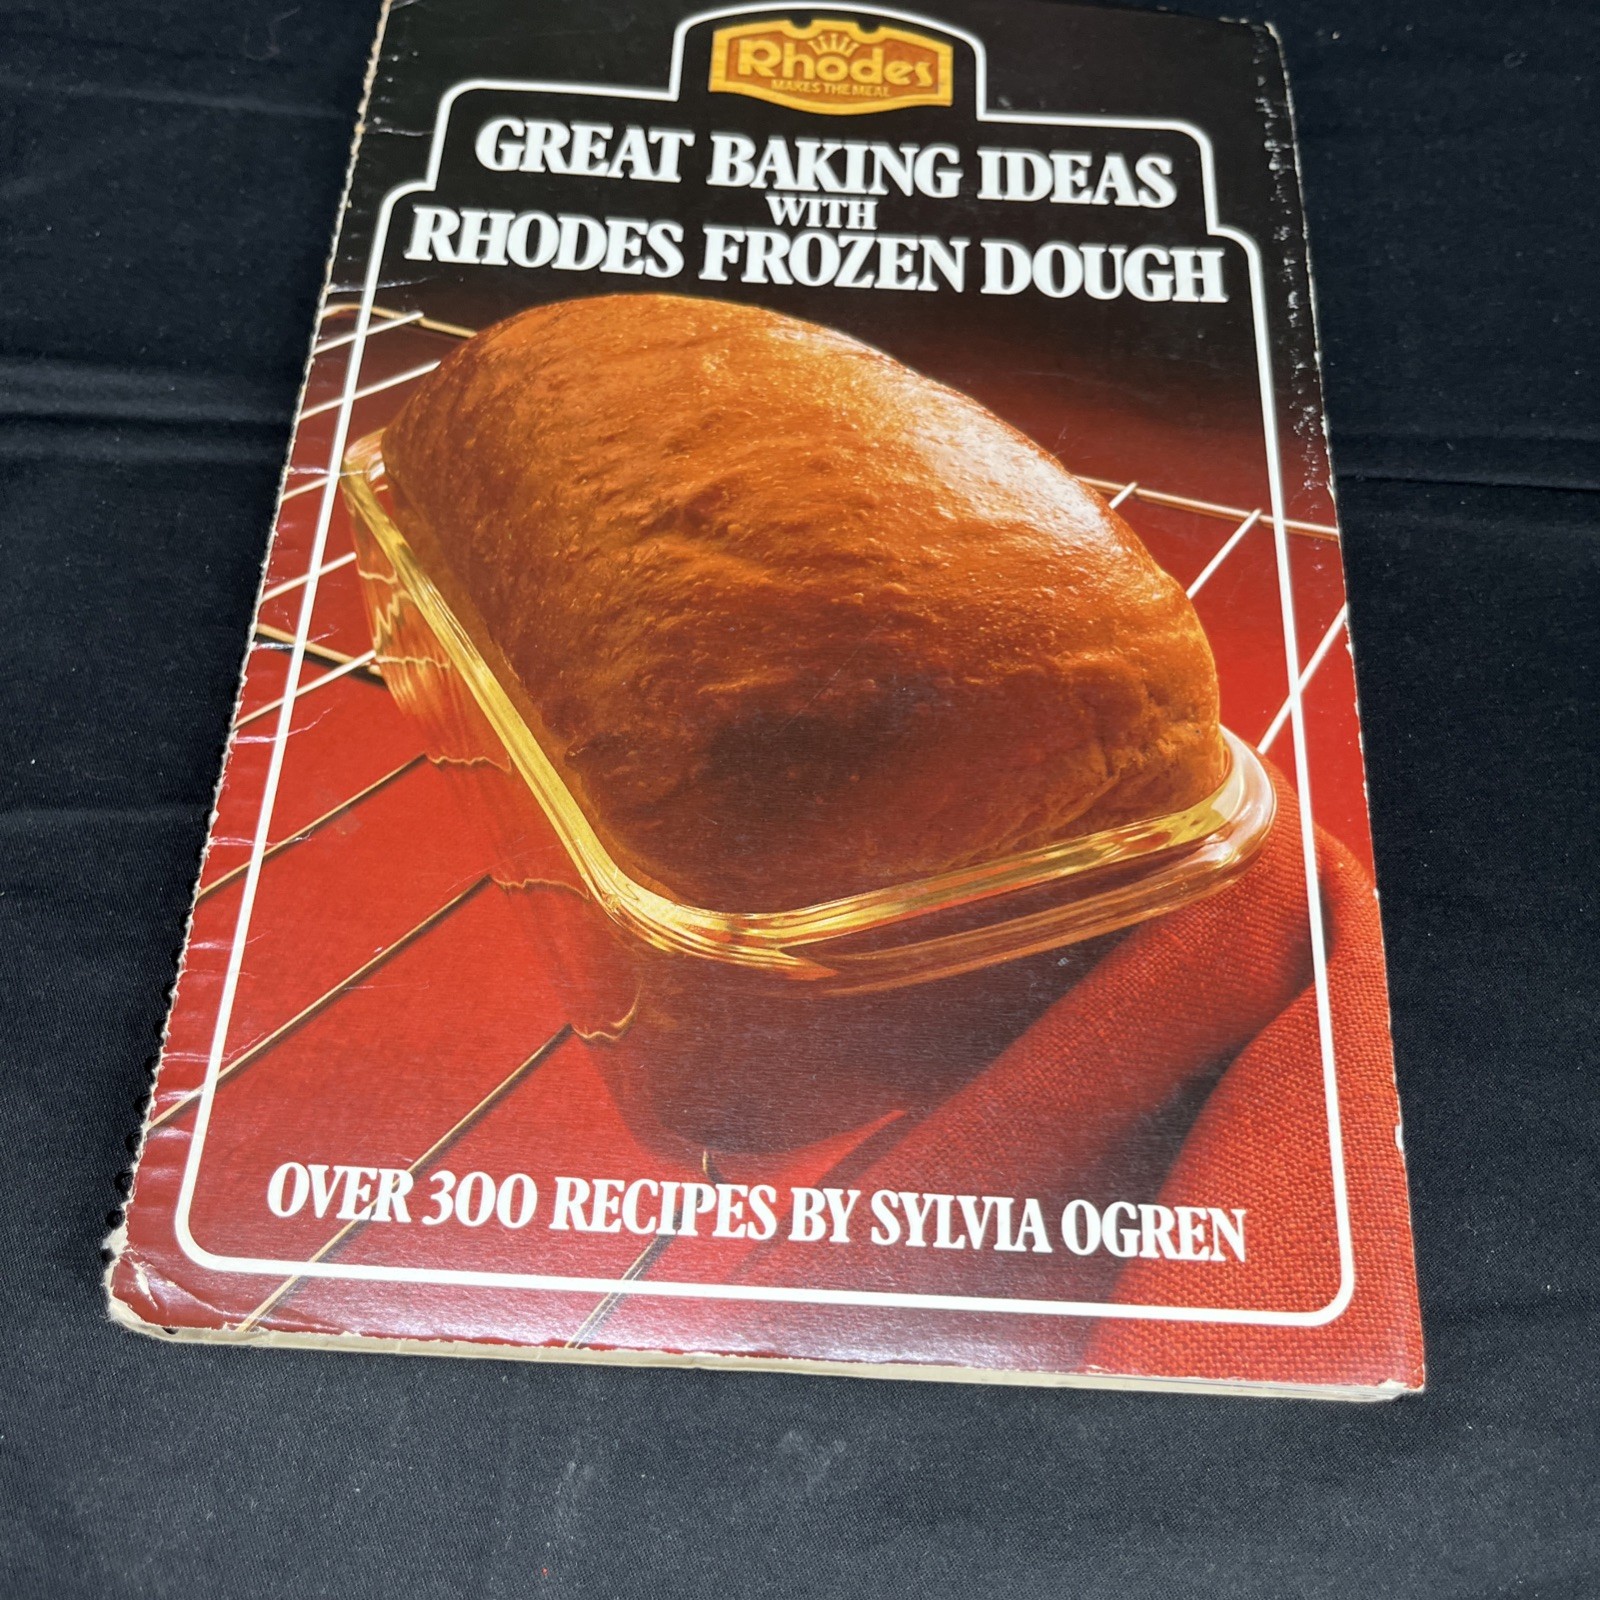 Rhodes
MAKES THE MEAL
GREAT BAKING IDEAS
WITH
RHODES FROZEN DOUGH
OVER 300 RECIPES BY SYLVIA OGREN